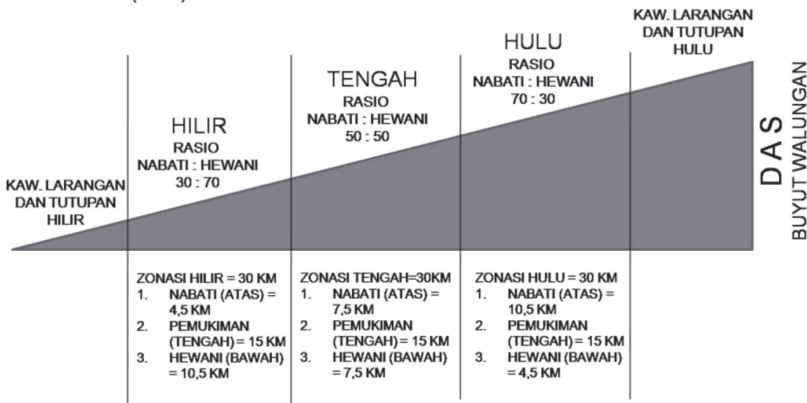 KAW. LARANGAN
DAN TUTUPAN
HULU
HULU
RASIO
NABATI : HEWANI
70 : 30
TENGAH
RASIO
NABATI : HEWANI
50 : 50
HILIR
RASIO
NABATI : HEWANI
30 : 70
KAW. LARANGAN
DAN TUTUPAN
HILIR
DAS
BUYUT WALUNGAN
ZONASI HILIR = 30 KM
1. NABATI (ATAS) =
4,5 KM
2. PEMUKIMAN
(TENGAH)= 15 KM
3. HEWANI (BAWAH)
= 10,5 KM
ZONASI TENGAH=30KM
1. NABATI (ATAS) =
7,5 KM
2. PEMUKIMAN
(TENGAH)= 15 KM
3. HEWANI (BAWAH)
= 7,5 KM
ZONASI HULU = 30 KM
1. NABATI (ATAS) =
10,5 KM
2. PEMUKIMAN
(TENGAH)= 15 KM
3. HEWANI (BAWAH)
= 4,5 KM